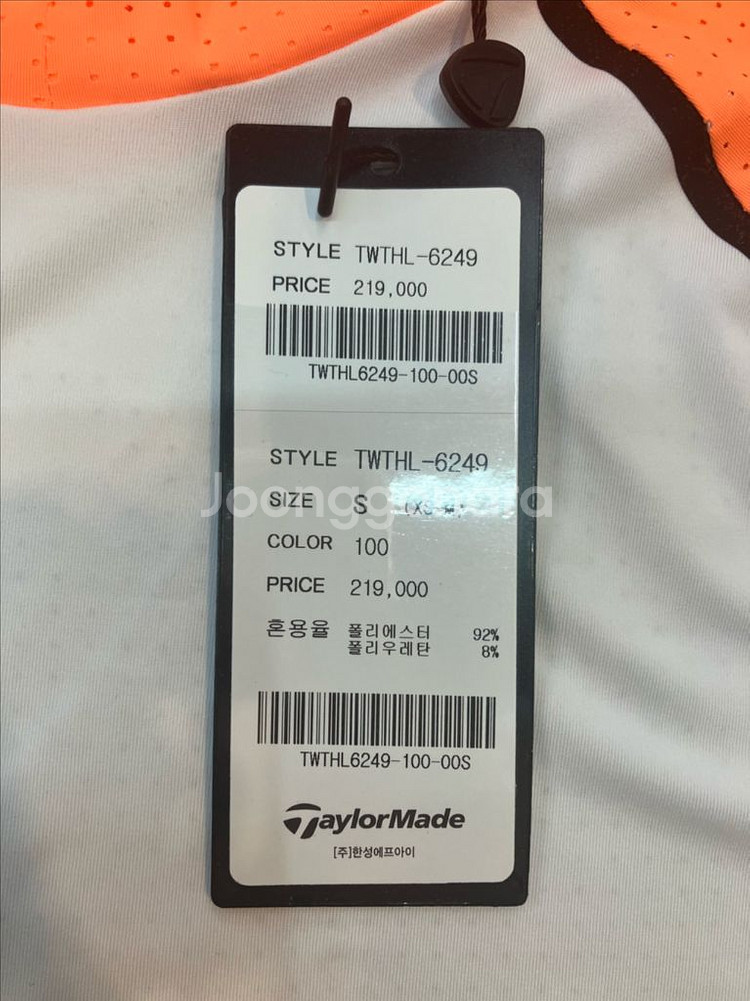 STYLE TWTHL-6249
PRICE 219,000
TWTHL6249-100-00S
STYLE TWTHL-6249
SIZE S
COLOR 100
PRICE 219,000
혼용율 폴리에스터 92%
폴리우레탄 8%
TWTHL6249-100-00S
TaylorMade
[주]한성에프아이